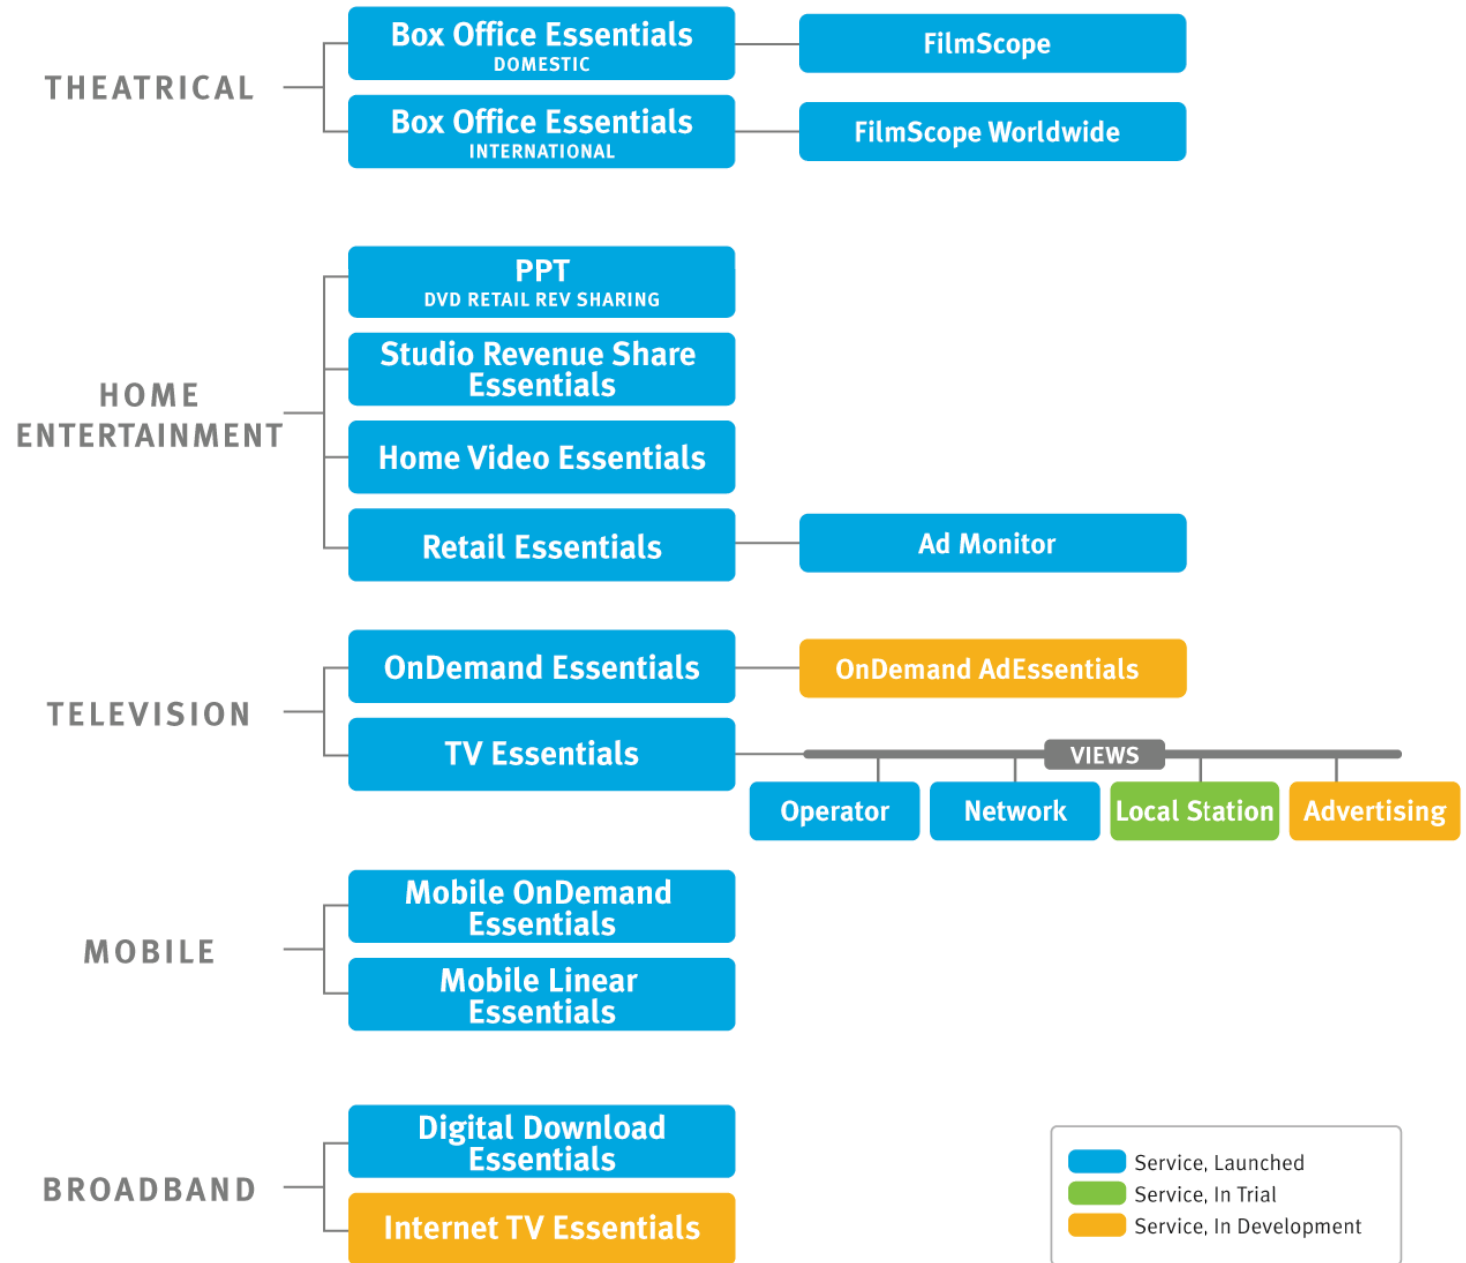 THEATRICAL
Box Office Essentials
DOMESTIC
FilmScope
Box Office Essentials
INTERNATIONAL
FilmScope Worldwide
HOME
ENTERTAINMENT
PPT
DVD RETAIL REV SHARING
Studio Revenue Share
Essentials
Home Video Essentials
Retail Essentials
Ad Monitor
TELEVISION
OnDemand Essentials
OnDemand AdEssentials
TV Essentials
VIEWS
Operator
Network
Local Station
Advertising
MOBILE
Mobile OnDemand
Essentials
Mobile Linear
Essentials
BROADBAND
Digital Download
Essentials
Internet TV Essentials
Service, Launched
Service, In Trial
Service, In Development